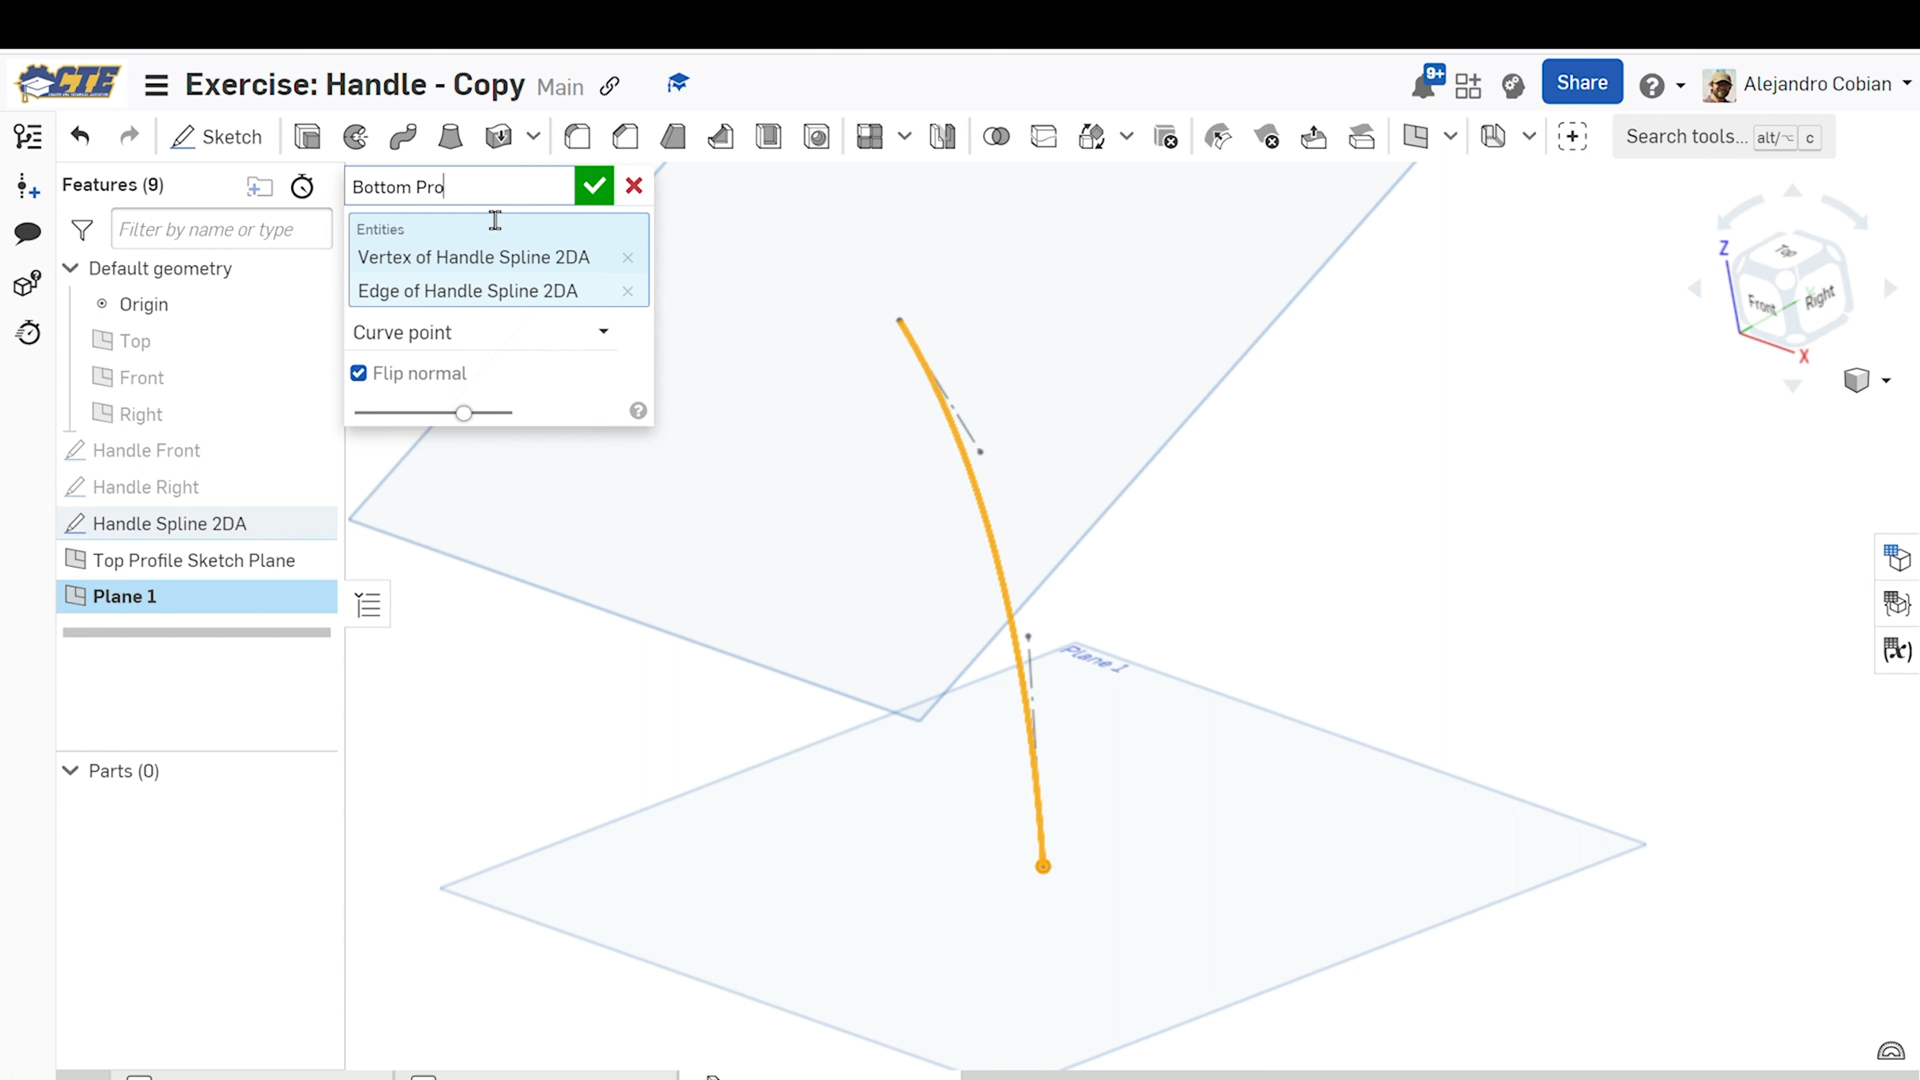 CTE
Exercise: Handle - Copy Main
9+
Share
Alejandro Cobian
Sketch
Search tools... alt/⌥ c
Features (9)
Filter by name or type
Default geometry
Origin
Top
Front
Right
Handle Front
Handle Right
Handle Spline 2DA
Top Profile Sketch Plane
Plane 1
Parts (0)
Bottom Pro
Entities
Vertex of Handle Spline 2DA
Edge of Handle Spline 2DA
Curve point
Flip normal
Plane 1
Z
Top
Front
Right
X